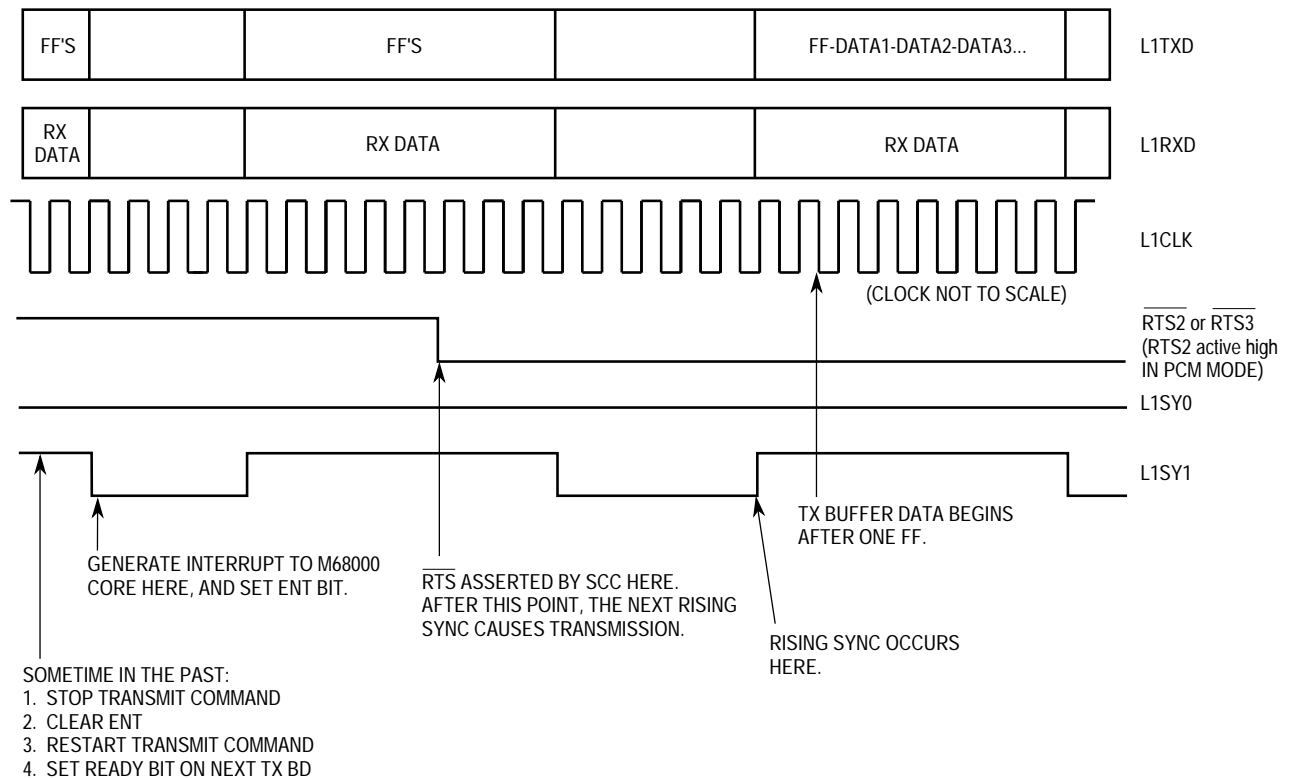 FF'S
FF'S
FF-DATA1-DATA2-DATA3...
L1TXD
RX
DATA
RX DATA
RX DATA
L1RXD
L1CLK
(CLOCK NOT TO SCALE)
RTS2 or RTS3
(RTS2 active high
IN PCM MODE)
L1SY0
L1SY1
TX BUFFER DATA BEGINS
AFTER ONE FF.
GENERATE INTERRUPT TO M68000
CORE HERE, AND SET ENT BIT.
RTS ASSERTED BY SCC HERE.
AFTER THIS POINT, THE NEXT RISING
SYNC CAUSES TRANSMISSION.
RISING SYNC OCCURS
HERE.
SOMETIME IN THE PAST:
1. STOP TRANSMIT COMMAND
2. CLEAR ENT
3. RESTART TRANSMIT COMMAND
4. SET READY BIT ON NEXT TX BD